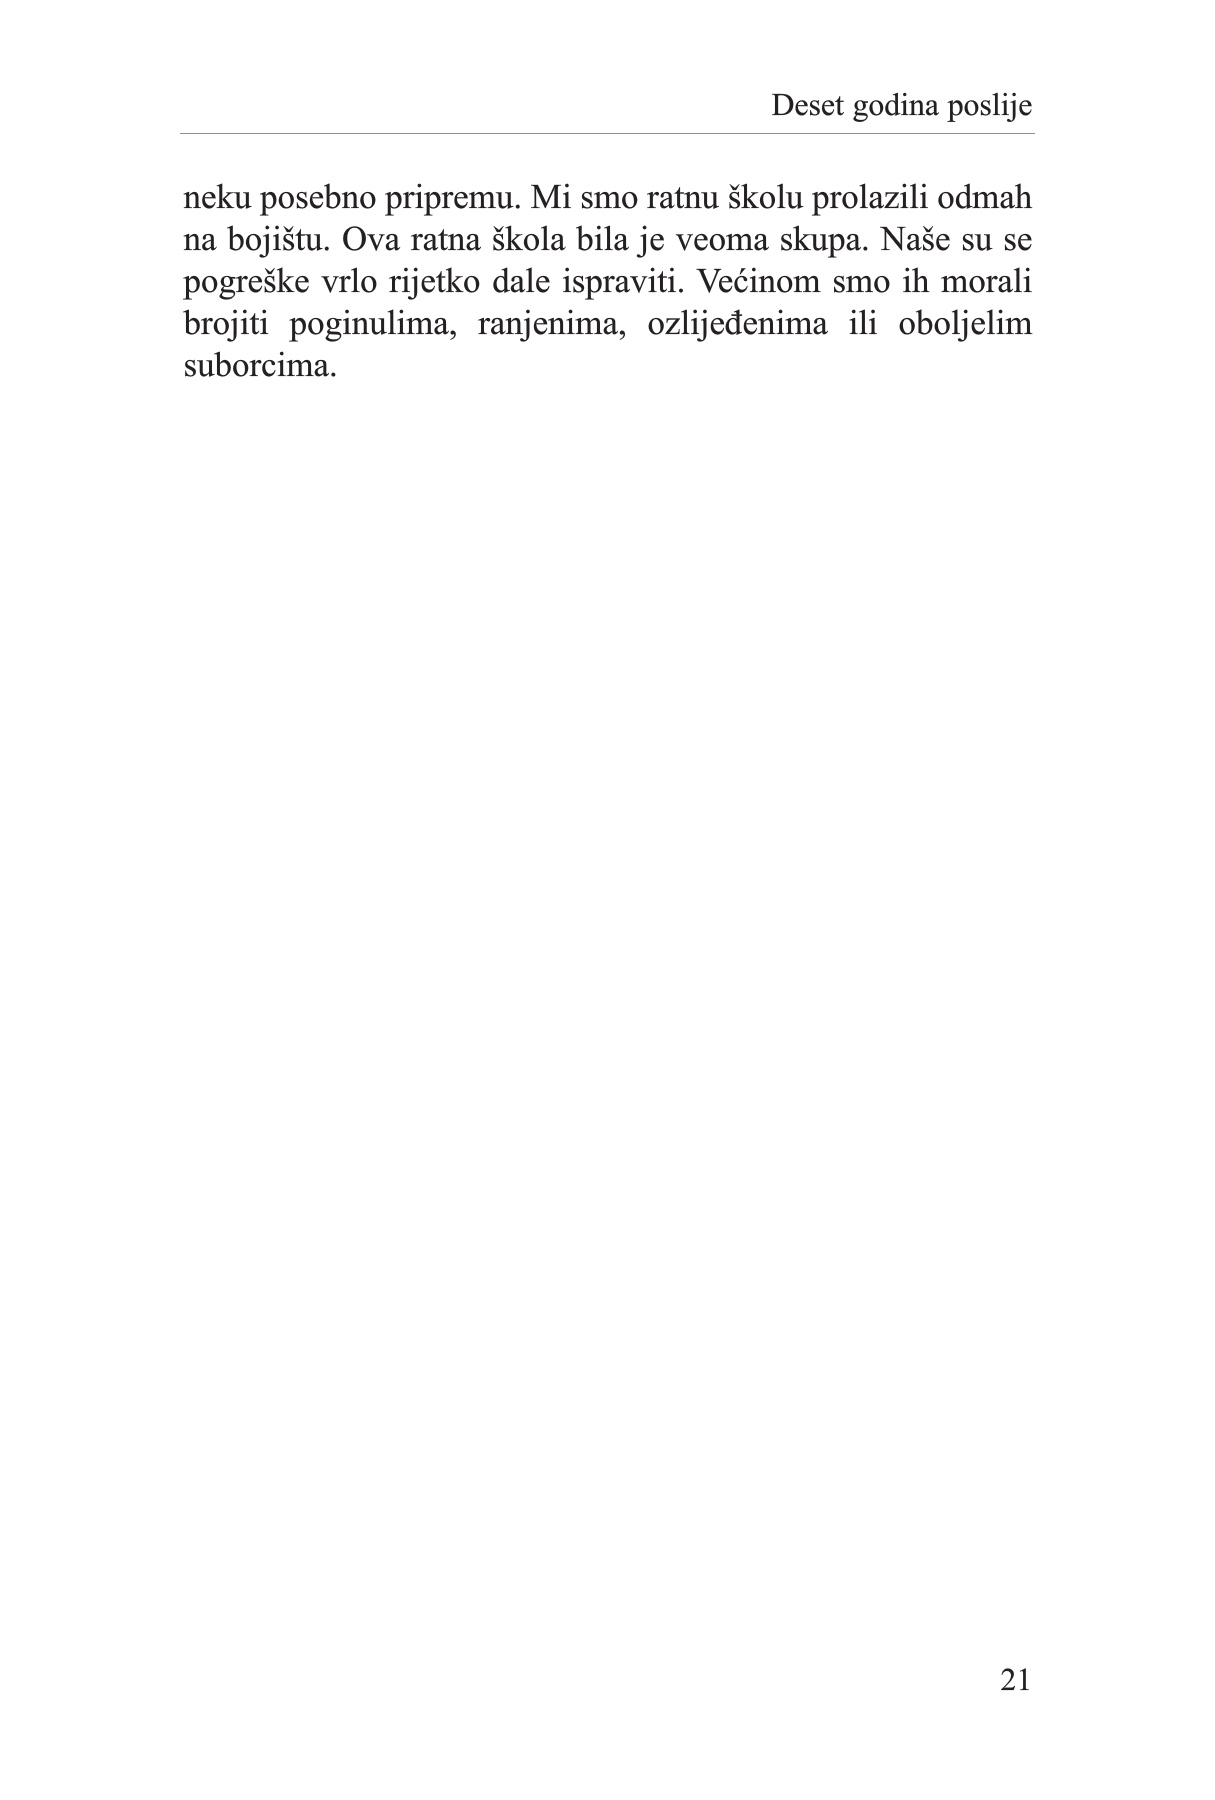 Deset godina poslije
neku posebno pripremu. Mi smo ratnu školu prolazili odmah
na bojištu. Ova ratna škola bila je veoma skupa. Naše su se
pogreške vrlo rijetko dale ispraviti. Većinom smo ih morali
brojiti poginulima, ranjenima, ozlijeđenima ili oboljelim
suborcima.
21